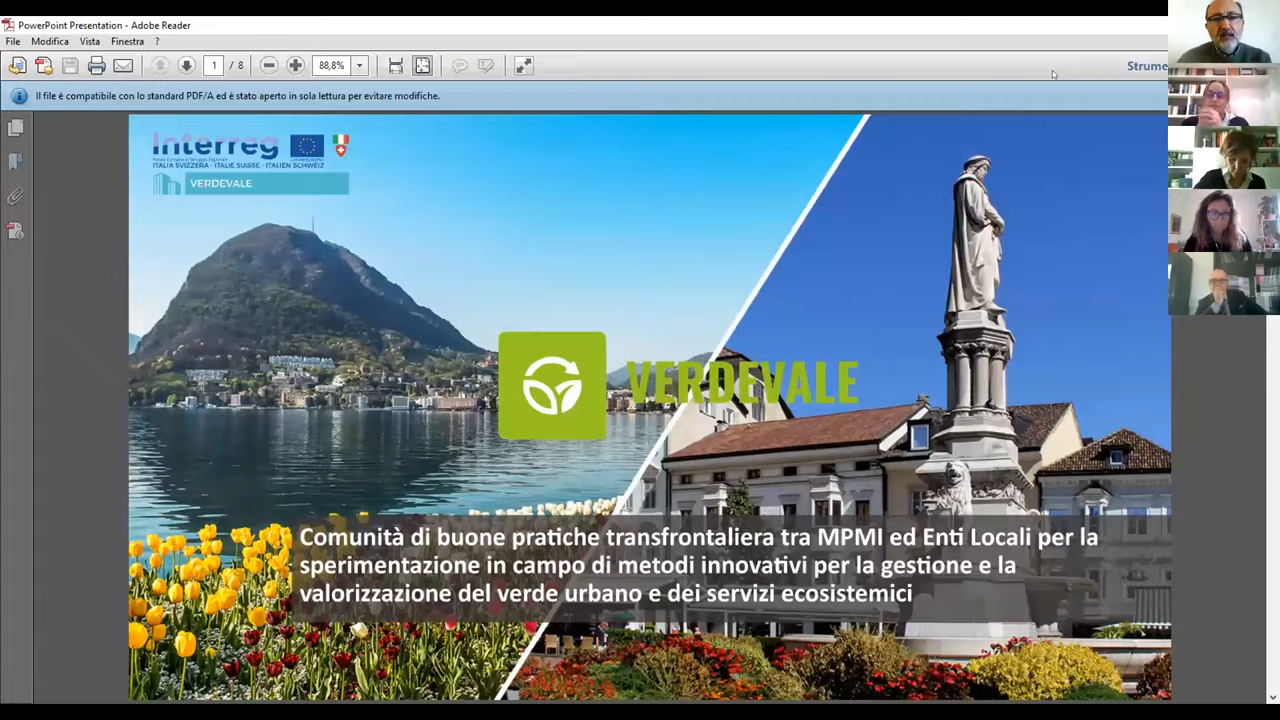 PowerPoint Presentation - Adobe Reader
File Modifica Vista Finestra ?
1 / 8 88,8% Strume
Il file è compatibile con lo standard PDF/A ed è stato aperto in sola lettura per evitare modifiche.
Interreg
ITALIA SVIZZERA · ITALIE SUISSE · ITALIEN SCHWEIZ
VERDEVALE
VERDEVALE
Comunità di buone pratiche transfrontaliera tra MPMI ed Enti Locali per la
sperimentazione in campo di metodi innovativi per la gestione e la
valorizzazione del verde urbano e dei servizi ecosistemici